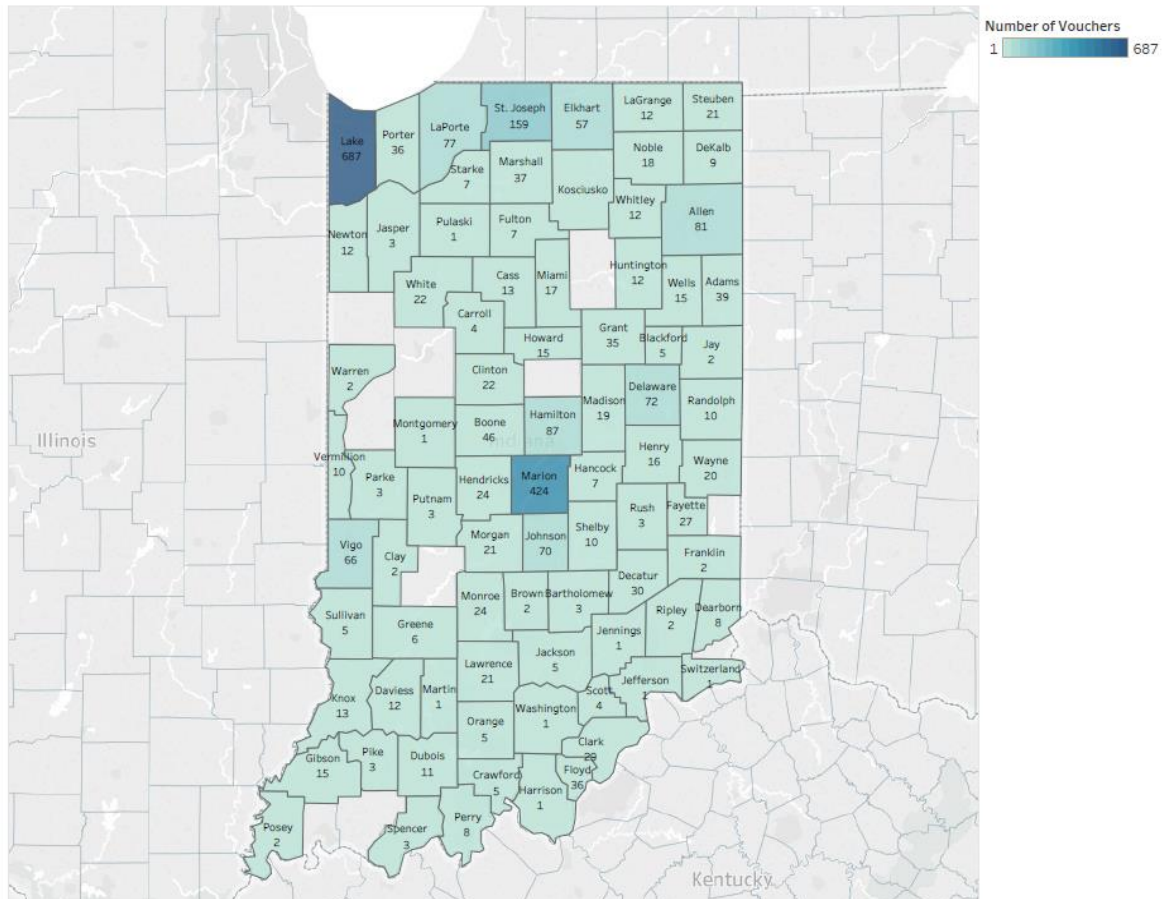 Number of Vouchers
1
687
St. Joseph
159
Elkhart
57
LaGrange
12
Steuben
21
Lake
687
Porter
36
LaPorte
77
Starke
7
Marshall
37
Noble
18
DeKalb
9
Kosciusko
Whitley
12
Allen
81
Newton
12
Jasper
3
Pulaski
1
Fulton
7
White
22
Cass
13
Miami
17
Huntington
12
Wells
15
Adams
39
Carroll
4
Howard
15
Grant
35
Blackford
5
Jay
2
Warren
2
Clinton
22
Madison
19
Delaware
72
Randolph
10
Montgomery
1
Boone
46
Hamilton
87
Indiana
Illinois
Vermillion
10
Parke
3
Putnam
3
Hendricks
24
Marion
424
Hancock
7
Henry
16
Wayne
20
Rush
3
Fayette
27
Vigo
66
Clay
2
Morgan
21
Johnson
70
Shelby
10
Franklin
2
Decatur
30
Sullivan
5
Greene
6
Monroe
24
Brown
2
Bartholomew
3
Jennings
1
Ripley
2
Dearborn
8
Lawrence
21
Jackson
5
Jefferson
1
Switzerland
1
Knox
13
Daviess
12
Martin
1
Orange
5
Washington
1
Scott
4
Clark
29
Gibson
15
Pike
3
Dubois
11
Crawford
5
Harrison
1
Floyd
36
Posey
2
Spencer
3
Perry
8
Kentucky